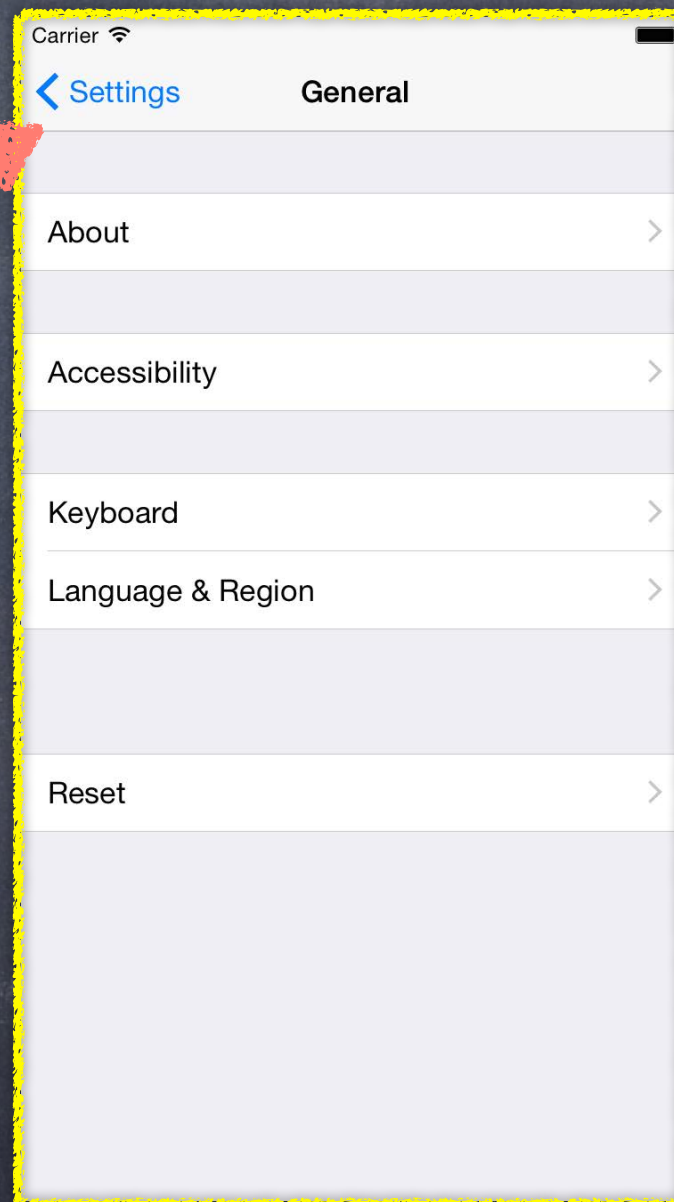 Carrier
Settings General
About
Accessibility
Keyboard
Language & Region
Reset